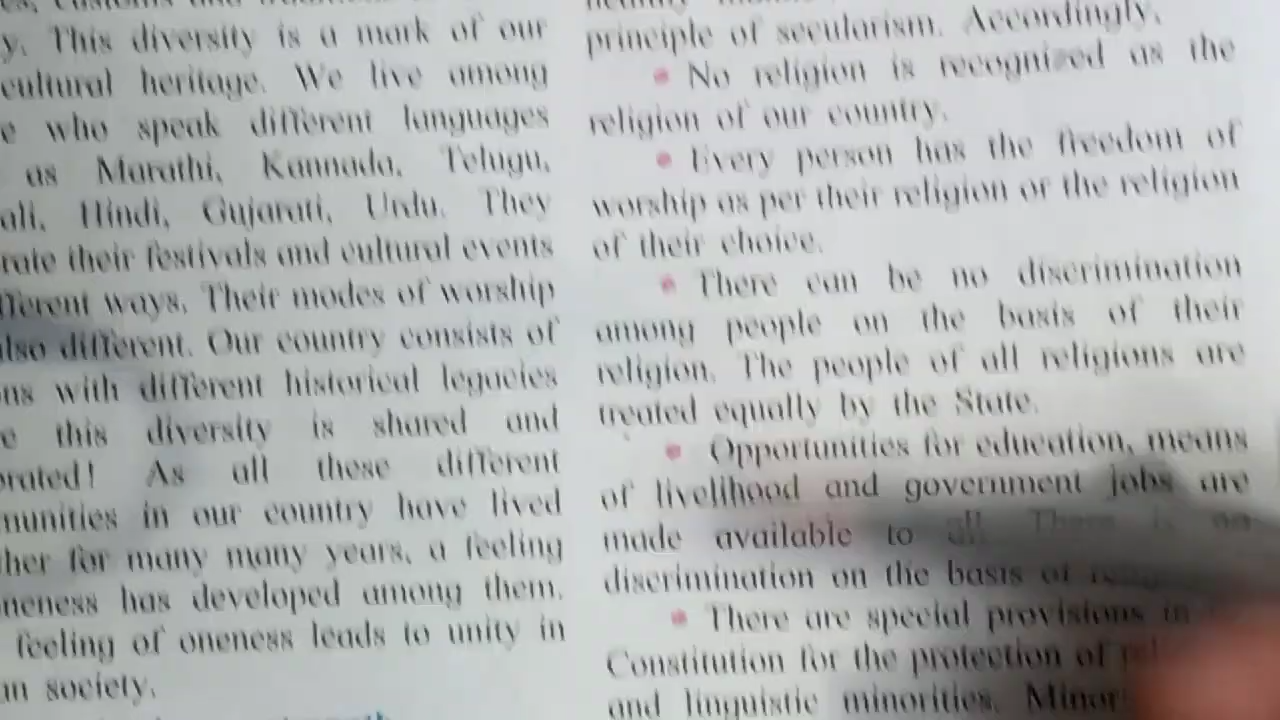 y. This diversity is a mark of our
cultural heritage. We live among
e who speak different languages
as Marathi, Kannada, Telugu,
ali, Hindi, Gujarati, Urdu. They
rate their festivals and cultural events
fferent ways. Their modes of worship
also different. Our country consists of
ons with different historical legacies
e this diversity is shared and
brated! As all these different
munities in our country have lived
ther for many many years, a feeling
oneness has developed among them.
feeling of oneness leads to unity in
an society.
principle of secularism. Accordingly,
• No religion is recognized as the
religion of our country.
• Every person has the freedom of
worship as per their religion or the religion
of their choice.
• There can be no discrimination
among people on the basis of their
religion. The people of all religions are
treated equally by the State.
• Opportunities for education, means
of livelihood and government jobs are
made available to all. There is no
discrimination on the basis of
• There are special provisions in
Constitution for the protection of
and linguistic minorities.